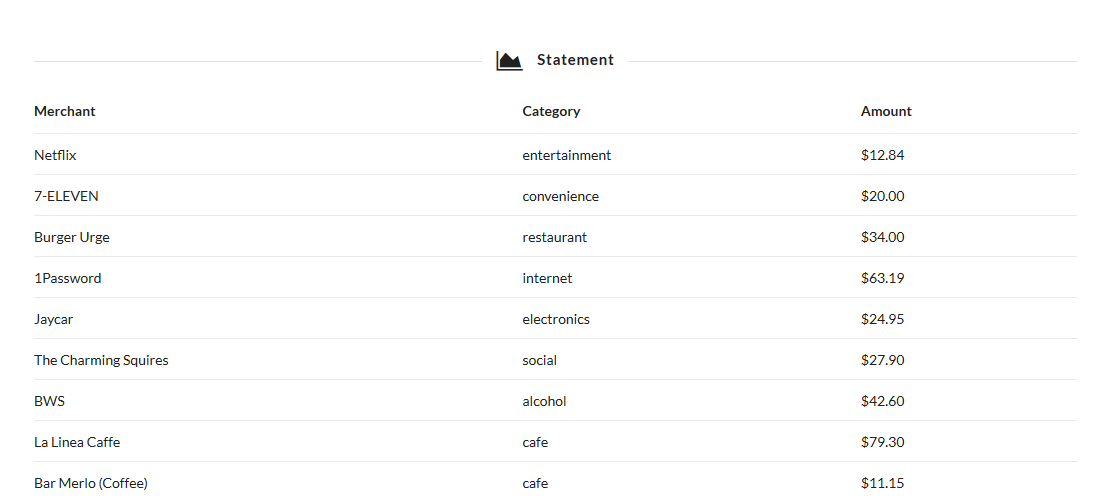 Statement
Merchant Category Amount
Netflix entertainment $12.84
7-ELEVEN convenience $20.00
Burger Urge restaurant $34.00
1Password internet $63.19
Jaycar electronics $24.95
The Charming Squires social $27.90
BWS alcohol $42.60
La Linea Caffe cafe $79.30
Bar Merlo (Coffee) cafe $11.15